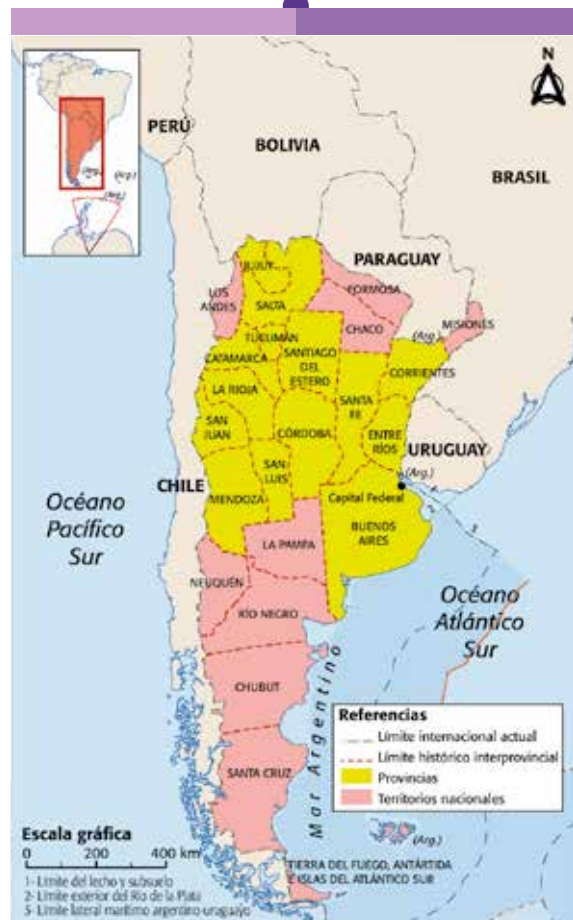 N
PERÚ
BOLIVIA
BRASIL
(Arg.)
(Arg.)
(Arg.)
PARAGUAY
JUJUY
FORMOSA
LOS
ANDES
SALTA
CHACO
MISIONES
(Arg.)
TUCUMÁN
CATAMARCA
SANTIAGO
DEL
ESTERO
CORRIENTES
LA RIOJA
SANTA
FE
SAN
JUAN
CÓRDOBA
ENTRE
RÍOS
URUGUAY
SAN
LUIS
(Arg.)
CHILE
MENDOZA
Capital Federal
Océano
Pacífico
Sur
BUENOS
AIRES
LA PAMPA
NEUQUÉN
RÍO NEGRO
Océano
Atlántico
Sur
CHUBUT
Mar Argentino
SANTA CRUZ
Referencias
Límite internacional actual
Límite histórico interprovincial
Provincias
Territorios nacionales
(Arg.)
Escala gráfica
0 200 400 km
TIERRA DEL FUEGO, ANTÁRTIDA
E ISLAS DEL ATLÁNTICO SUR
1- Límite del lecho y subsuelo
2- Límite exterior del Río de la Plata
3- Límite lateral marítimo argentino-uruguayo